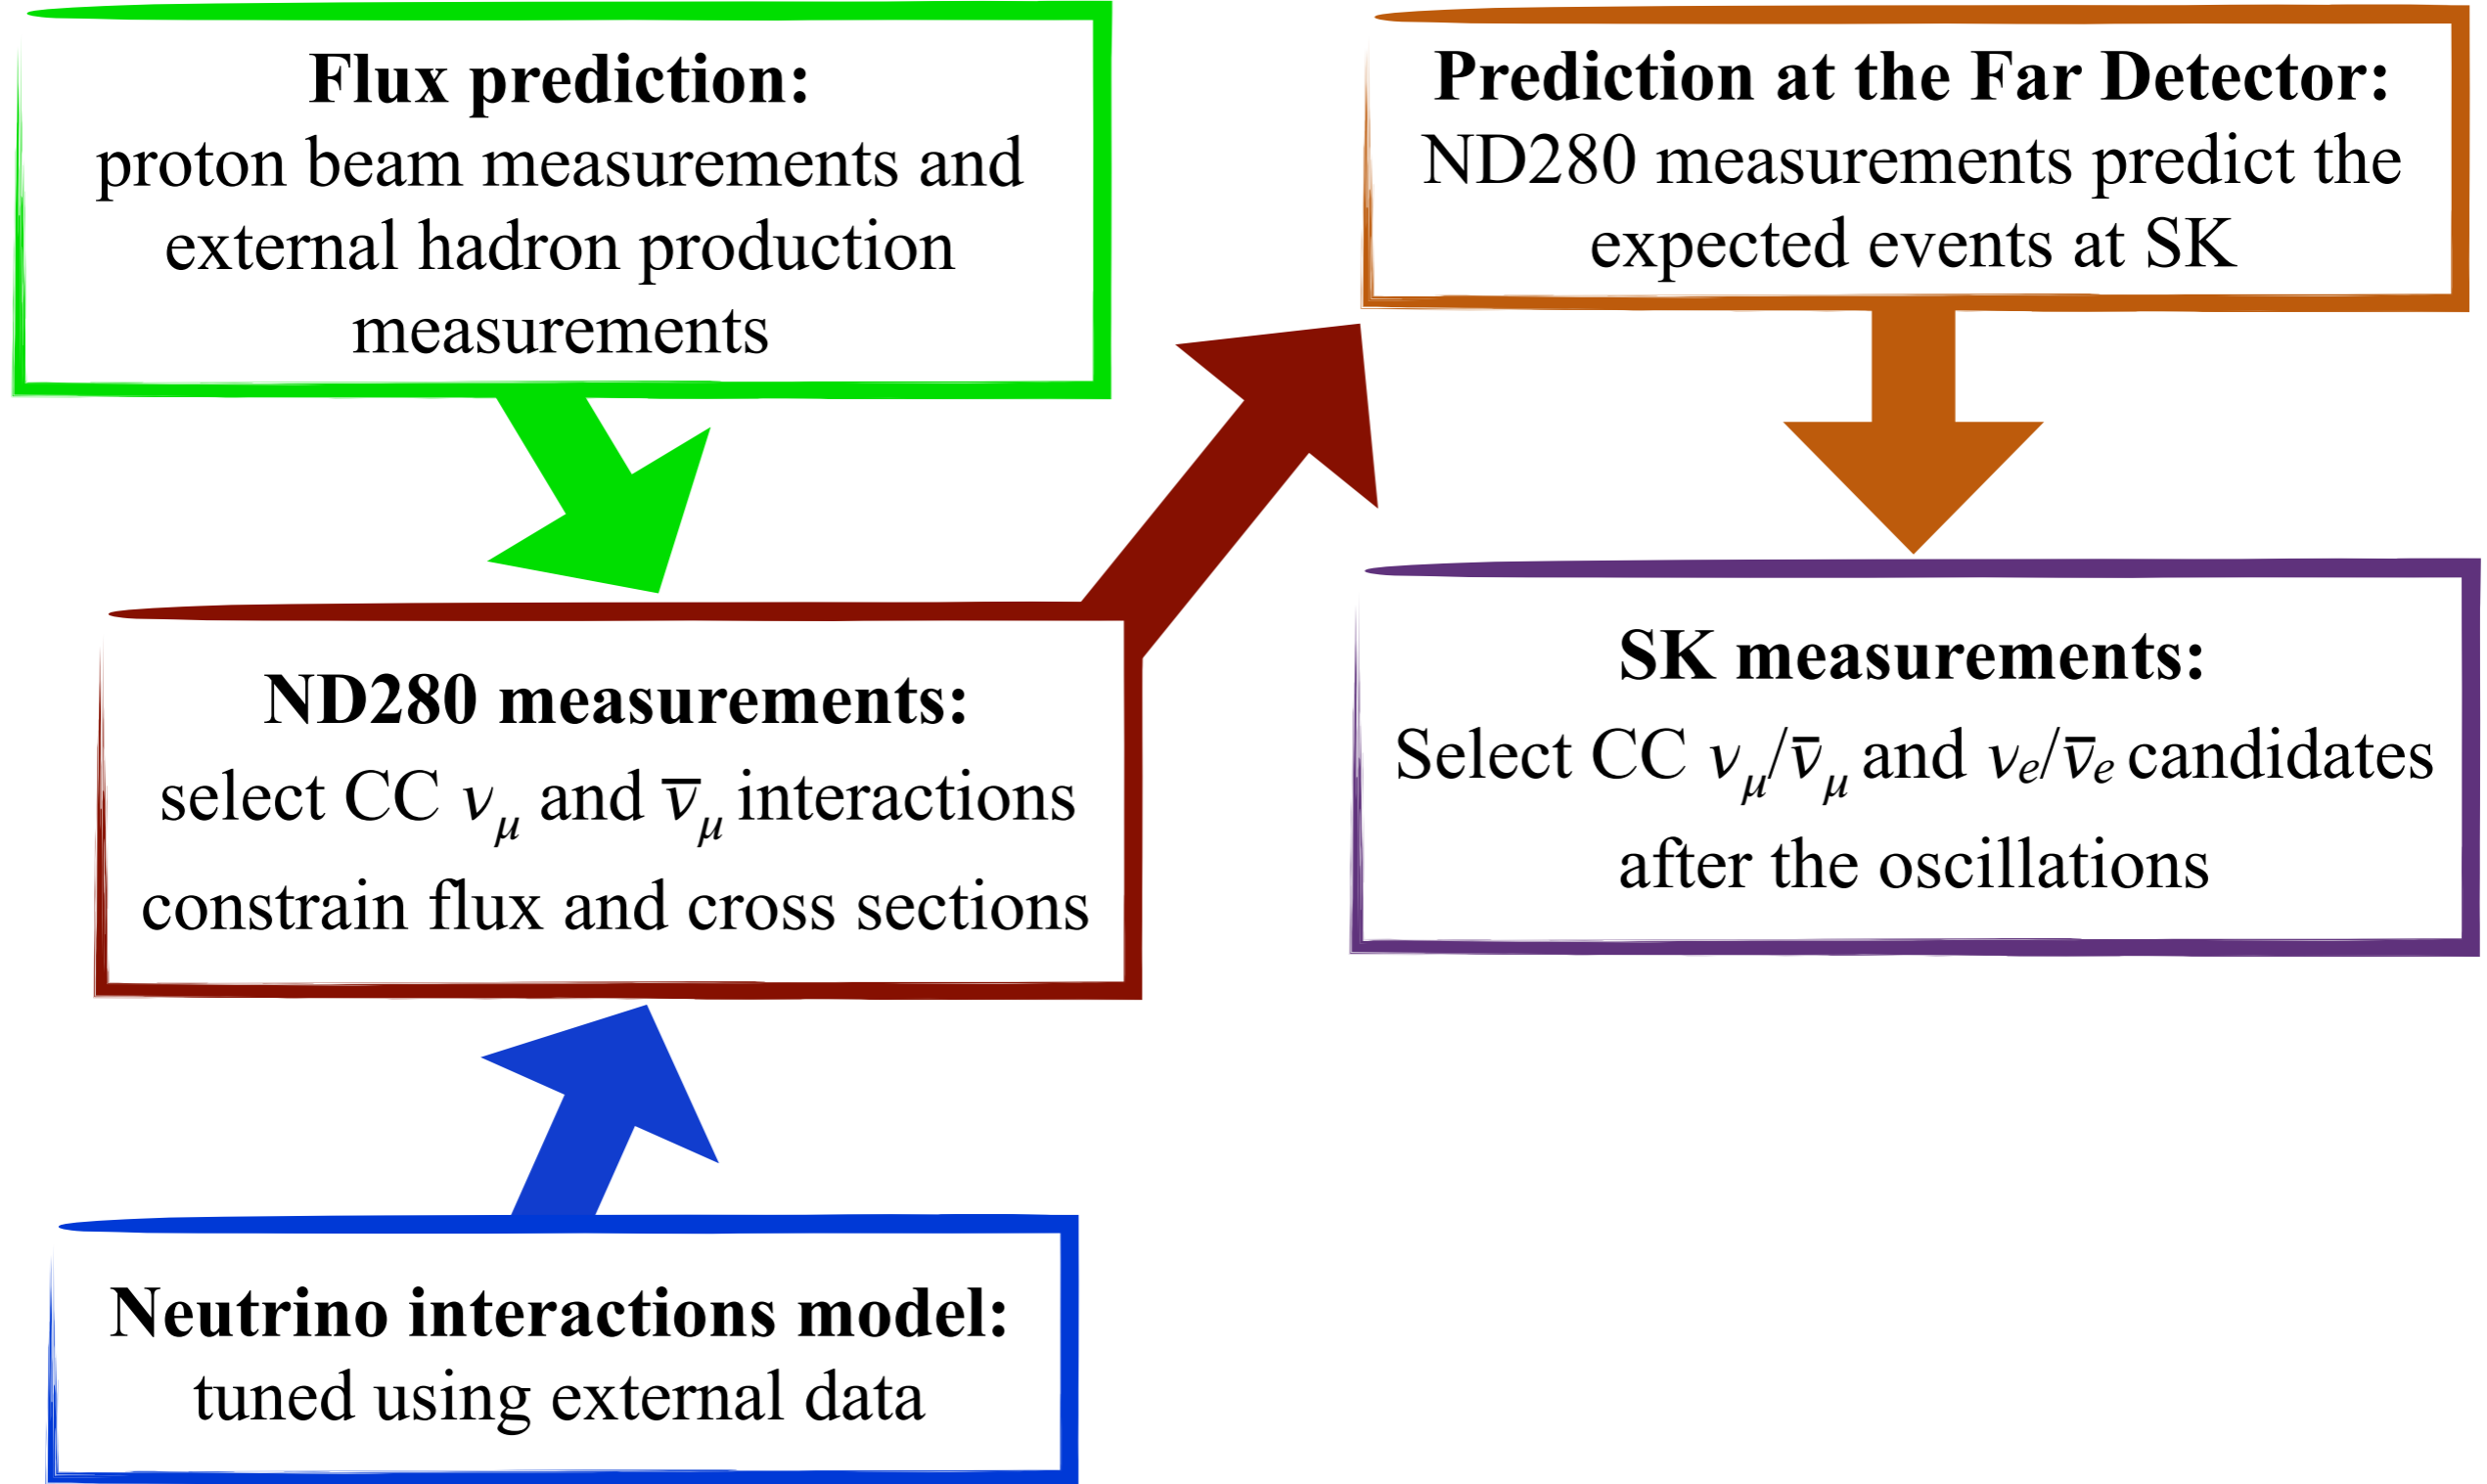 Flux prediction:
proton beam measurements and
external hadron production
measurements
ND280 measurements:
select CC ν_μ and ν̅_μ interactions
constrain flux and cross sections
Neutrino interactions model:
tuned using external data
Prediction at the Far Detector:
ND280 measurements predict the
expected events at SK
SK measurements:
Select CC ν_μ/ν̅_μ and ν_e/ν̅_e candidates
after the oscillations